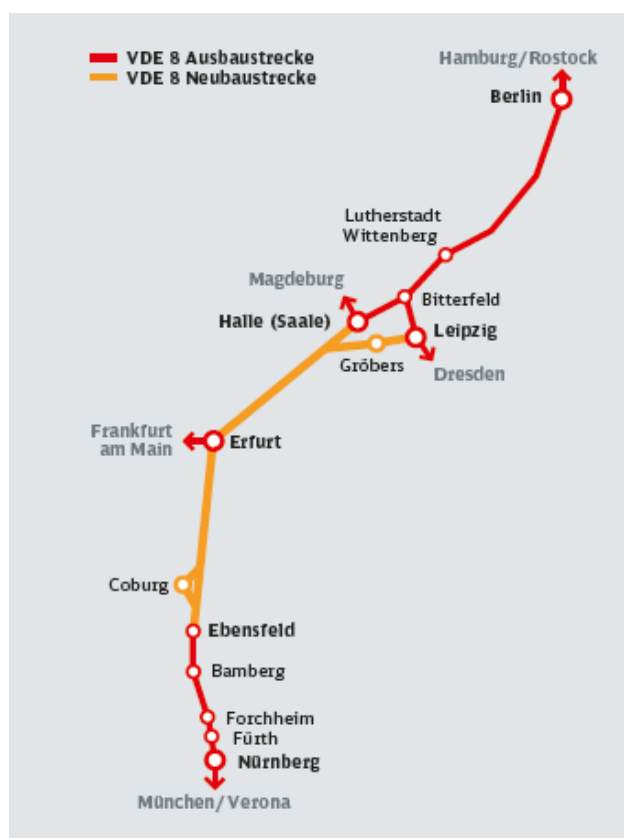 VDE 8 Ausbaustrecke
VDE 8 Neubaustrecke
Hamburg/Rostock
Berlin
Lutherstadt
Wittenberg
Magdeburg
Bitterfeld
Halle (Saale)
Leipzig
Gröbers
Dresden
Frankfurt
am Main
Erfurt
Coburg
Ebensfeld
Bamberg
Forchheim
Fürth
Nürnberg
München/Verona